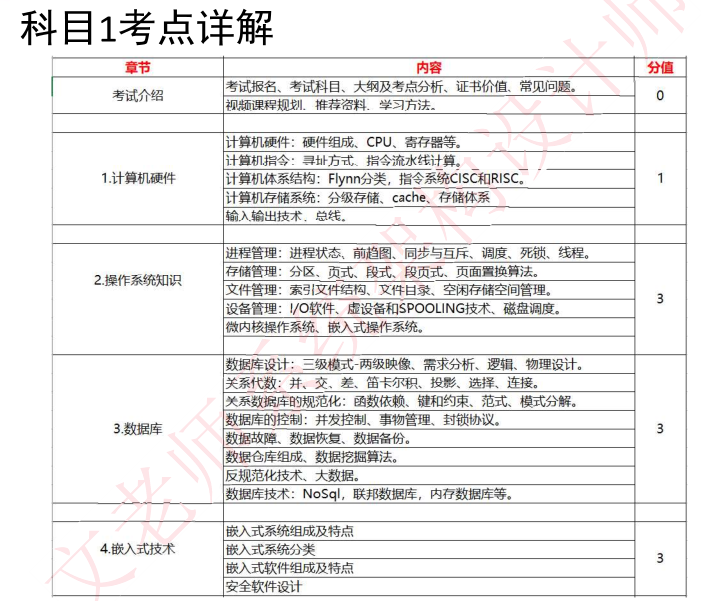 科目1考点详解
章节 内容 分值
考试介绍 考试报名、考试科目、大纲及考点分析、证书价值、常见问题。 0
视频课程规划、推荐资料、学习方法。
1.计算机硬件 计算机硬件：硬件组成、CPU、寄存器等。 1
计算机指令：寻址方式、指令流水线计算。
计算机体系结构：Flynn分类，指令系统CISC和RISC。
计算机存储系统：分级存储、cache、存储体系
输入输出技术、总线。
2.操作系统知识 进程管理：进程状态、前趋图、同步与互斥、调度、死锁、线程。 3
存储管理：分区、页式、段式、段页式、页面置换算法。
文件管理：索引文件结构、文件目录、空闲存储空间管理。
设备管理：I/O软件、虚设备和SPOOLING技术、磁盘调度。
微内核操作系统、嵌入式操作系统。
3.数据库 数据库设计：三级模式-两级映像、需求分析、逻辑、物理设计。 3
关系代数：并、交、差、笛卡尔积、投影、选择、连接。
关系数据库的规范化：函数依赖、键和约束、范式、模式分解。
数据库的控制：并发控制、事物管理、封锁协议。
数据故障、数据恢复、数据备份。
数据仓库组成、数据挖掘算法。
反规范化技术、大数据。
数据库技术：NoSql，联邦数据库，内存数据库等。
4.嵌入式技术 嵌入式系统组成及特点 3
嵌入式系统分类
嵌入式软件组成及特点
安全软件设计
文老师系统架构设计师